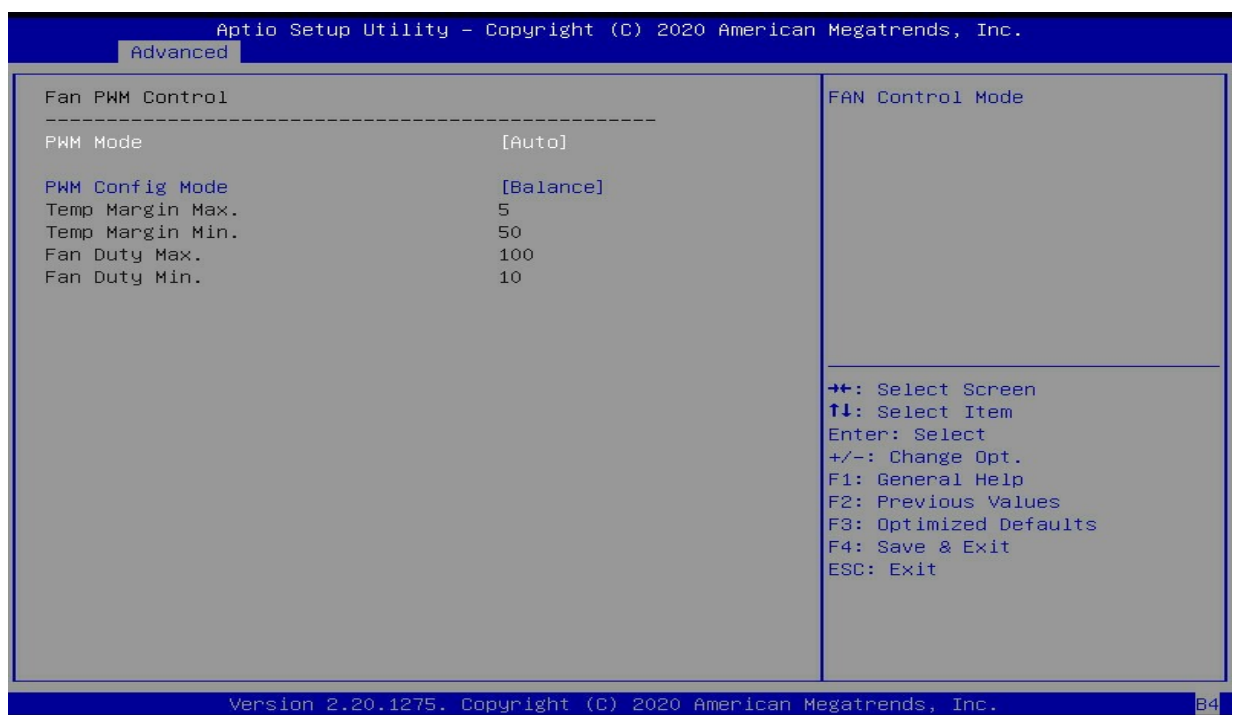 Aptio Setup Utility – Copyright (C) 2020 American Megatrends, Inc.
Advanced
Fan PWM Control
--------------------------------------------------
PWM Mode [Auto]
PWM Config Mode [Balance]
Temp Margin Max. 5
Temp Margin Min. 50
Fan Duty Max. 100
Fan Duty Min. 10
FAN Control Mode
→←: Select Screen
↑↓: Select Item
Enter: Select
+/-: Change Opt.
F1: General Help
F2: Previous Values
F3: Optimized Defaults
F4: Save & Exit
ESC: Exit
Version 2.20.1275. Copyright (C) 2020 American Megatrends, Inc.
B4